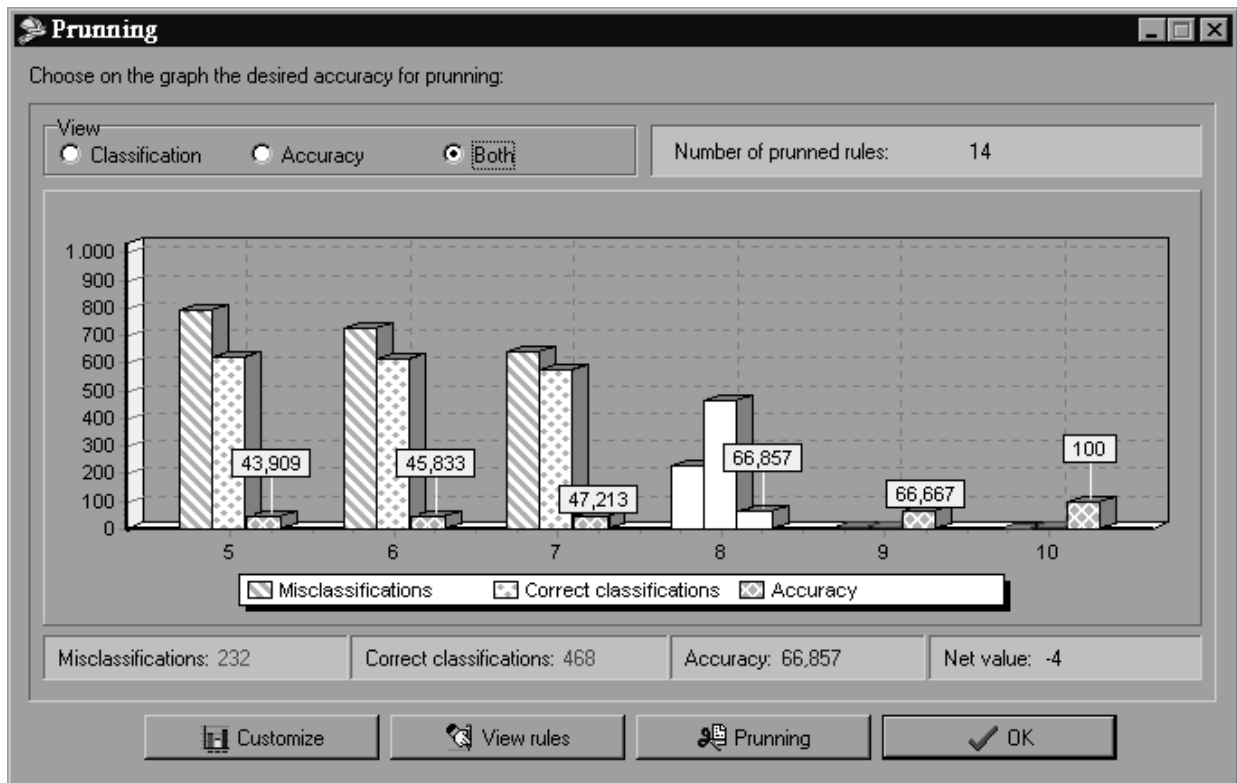 Prunning
Choose on the graph the desired accuracy for prunning:
View
Classification Accuracy Both
Number of prunned rules: 14
1.000
900
800
700
600
500
400
300
200
100
0
43,909
45,833
47,213
66,857
66,667
100
5 6 7 8 9 10
Misclassifications Correct classifications Accuracy
Misclassifications: 232 Correct classifications: 468 Accuracy: 66,857 Net value: -4
Customize View rules Prunning OK